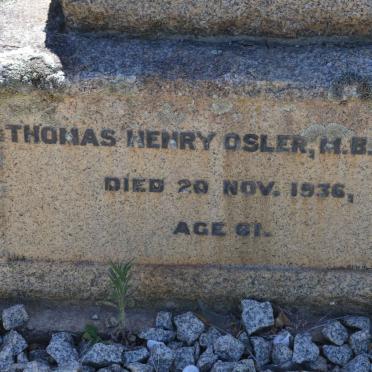 THOMAS HENRY OSLER, M.B.
DIED 20 NOV. 1936,
AGE 61.